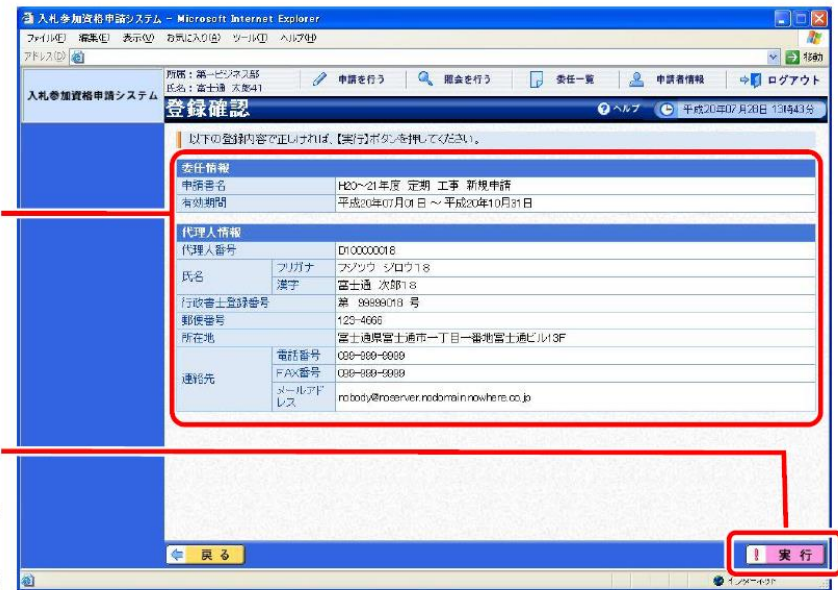 入札参加資格申請システム - Microsoft Internet Explorer
ファイル(F) 編集(E) 表示(V) お気に入り(A) ツール(T) ヘルプ(H)
アドレス(D) 移動
入札参加資格申請システム
所属:第一ビジネス部
氏名:富士通 太郎41
申請を行う 照会を行う 委任一覧 申請者情報 ログアウト
登録確認
ヘルプ 平成20年07月28日 13時43分
以下の登録内容で正しければ、【実行】ボタンを押してください。
委任情報
申請書名 H20~21年度 定期 工事 新規申請
有効期間 平成20年07月01日 ~ 平成20年10月31日
代理人情報
代理人番号 D100000018
氏名 フリガナ フジツウ ジロウ18
漢字 富士通 次郎18
行政書士登録番号 第 99999018 号
郵便番号 123-4666
所在地 富士通県富士通市一丁目一番地富士通ビル13F
連絡先 電話番号 099-999-9999
FAX番号 099-999-9999
メールアドレス nobody@roserver.nodomain.nowhere.co.jp
戻る 実行
インターネット